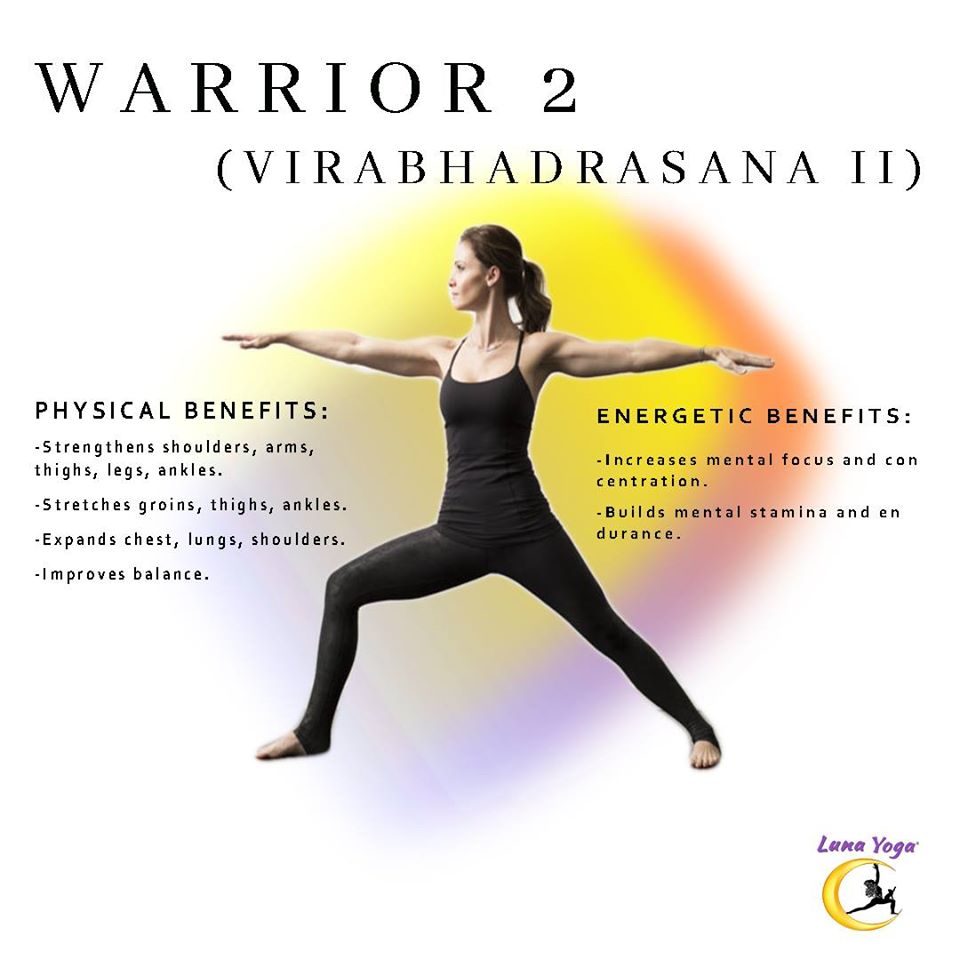 WARRIOR 2
(VIRABHADRASANA II)
PHYSICAL BENEFITS:
-Strengthens shoulders, arms,
thighs, legs, ankles.
-Stretches groins, thighs, ankles.
-Expands chest, lungs, shoulders.
-Improves balance.
ENERGETIC BENEFITS:
-Increases mental focus and con
centration.
-Builds mental stamina and en
durance.
Luna Yoga